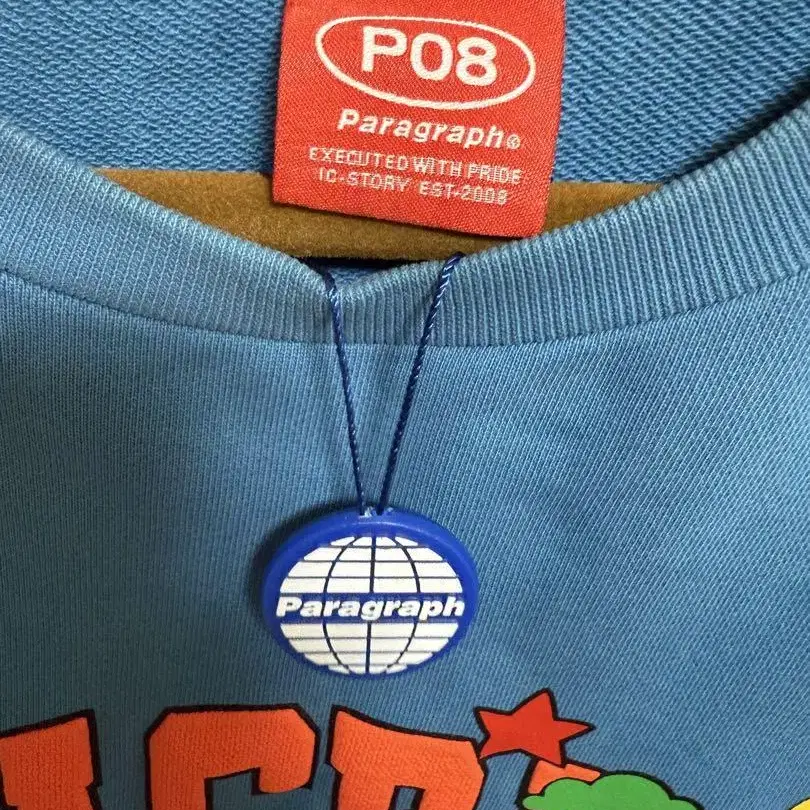 P08
Paragraph®
EXECUTED WITH PRIDE
IC-STORY EST-2008
Paragraph